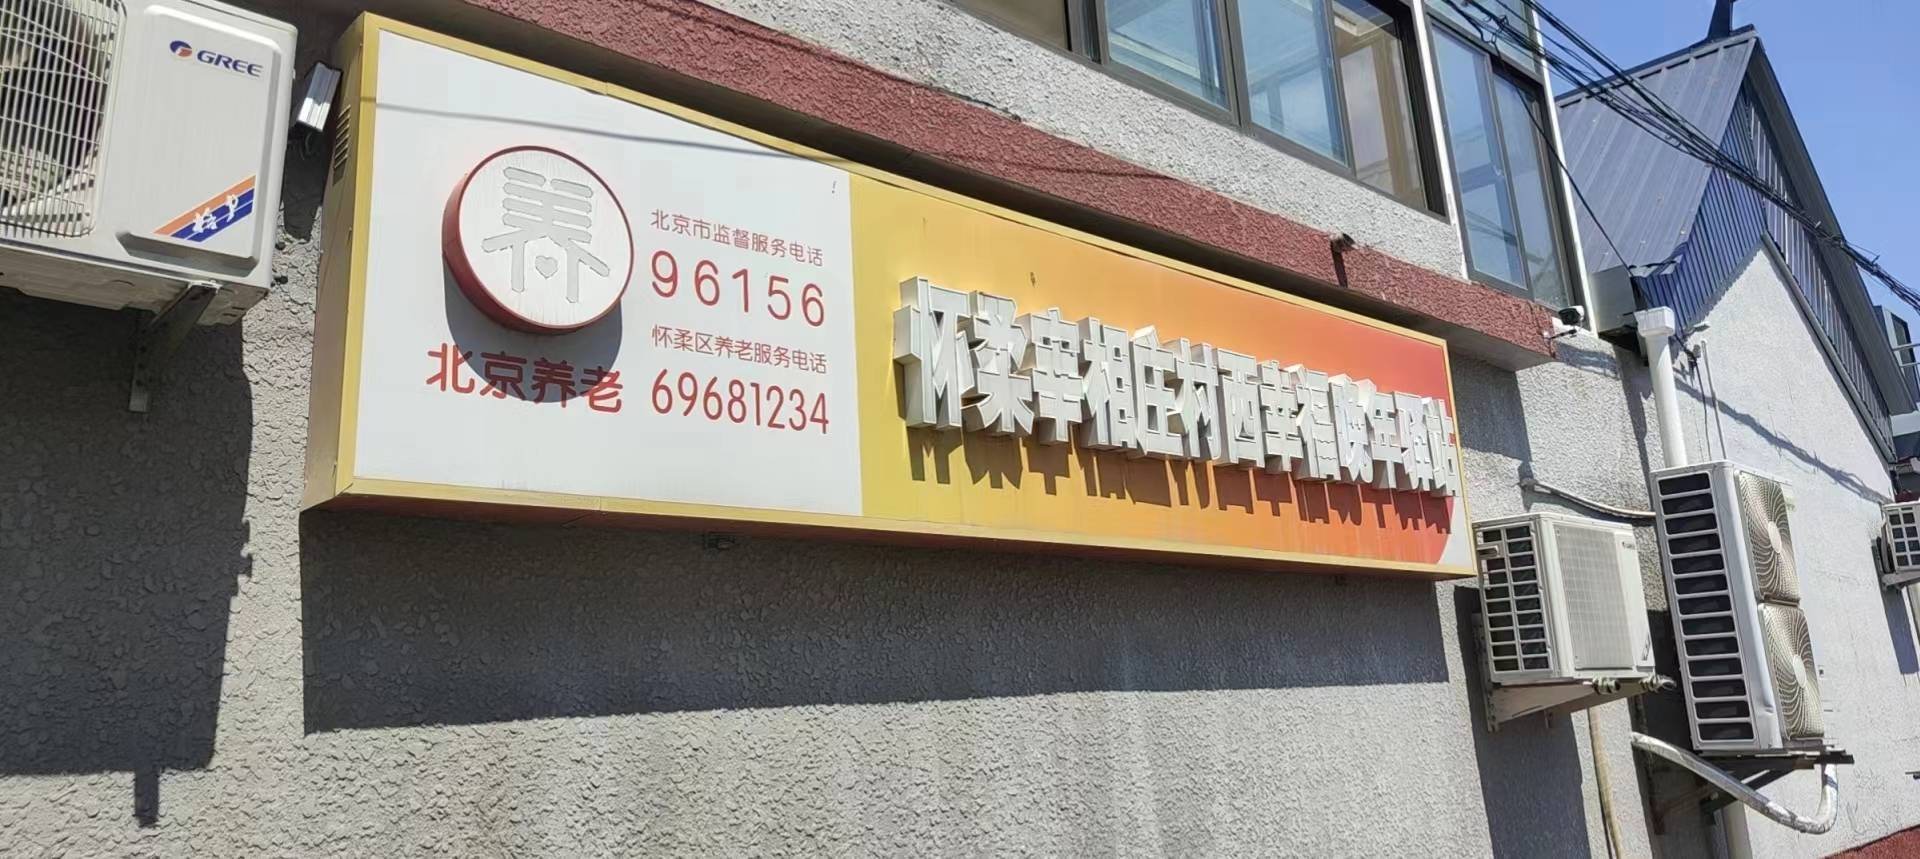 GREE
养
北京养老
北京市监督服务电话
96156
怀柔区养老服务电话
69681234
怀柔宰相庄村西幸福晚年驿站